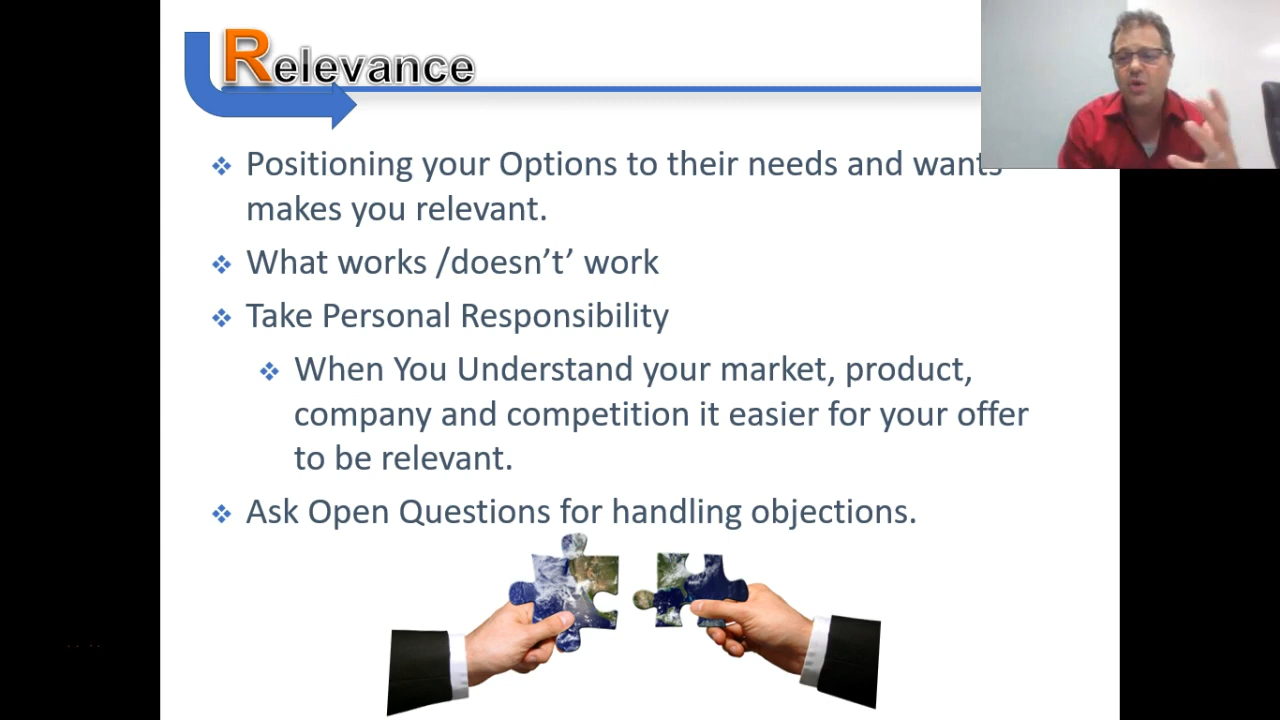 Relevance
Positioning your Options to their needs and wants
makes you relevant.
What works /doesn’t’ work
Take Personal Responsibility
When You Understand your market, product,
company and competition it easier for your offer
to be relevant.
Ask Open Questions for handling objections.